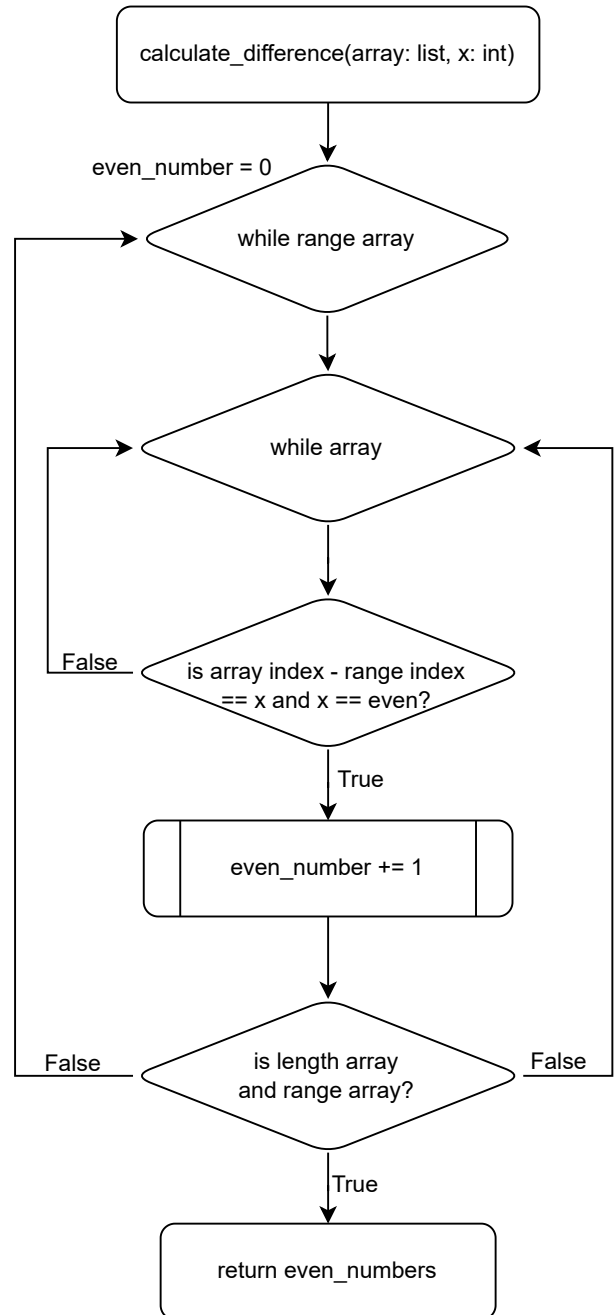 calculate_difference(array: list, x: int)
even_number = 0
while range array
while array
False
is array index - range index
== x and x == even?
True
even_number += 1
False
is length array
and range array?
False
True
return even_numbers